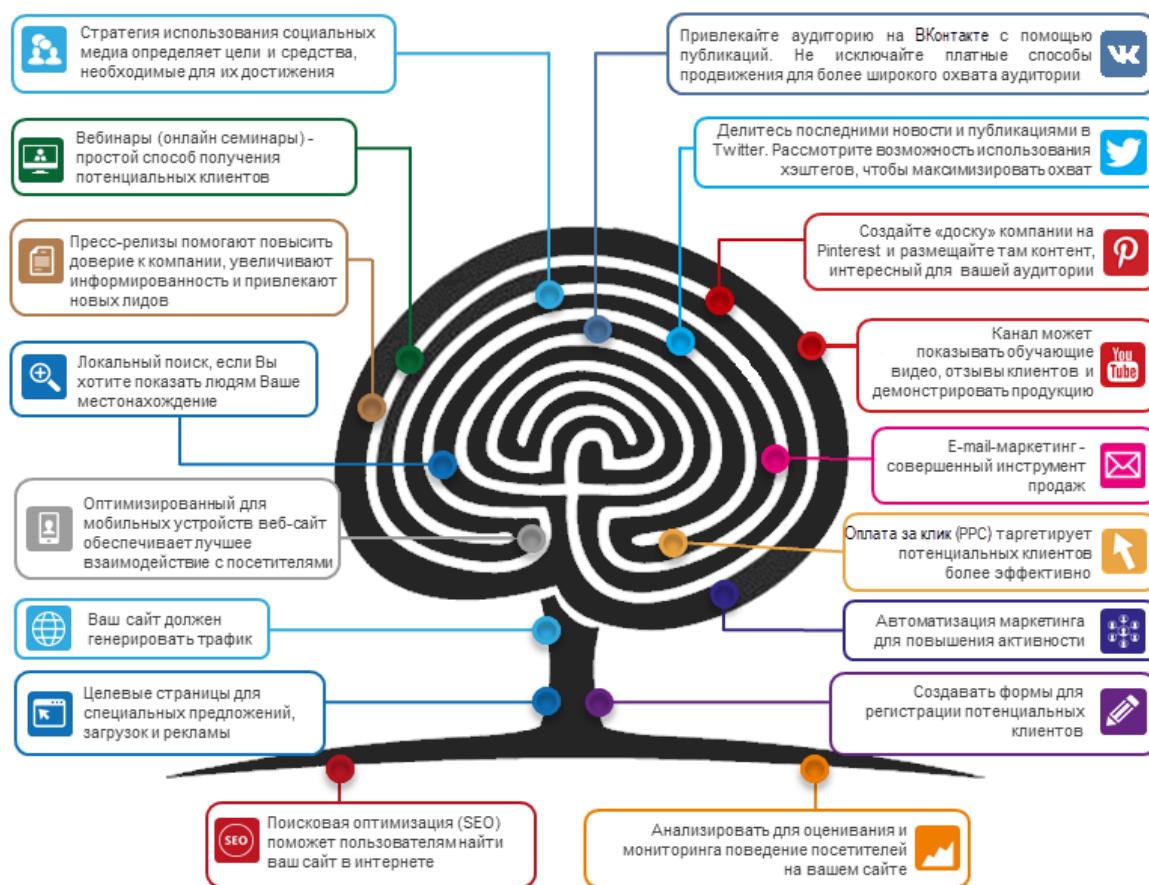 Стратегия использования социальных
медиа определяет цели и средства,
необходимые для их достижения
Вебинары (онлайн семинары) -
простой способ получения
потенциальных клиентов
Пресс-релизы помогают повысить
доверие к компании, увеличивают
информированность и привлекают
новых лидов
Локальный поиск, если Вы
хотите показать людям Ваше
местонахождение
Оптимизированный для
мобильных устройств веб-сайт
обеспечивает лучшее
взаимодействие с посетителями
Ваш сайт должен
генерировать трафик
Целевые страницы для
специальных предложений,
загрузок и рекламы
SEO
Поисковая оптимизация (SEO)
поможет пользователям найти
ваш сайт в интернете
Привлекайте аудиторию на ВКонтакте с помощью
публикаций. Не исключайте платные способы
продвижения для более широкого охвата аудитории
Делитесь последними новости и публикациями в
Twitter. Рассмотрите возможность использования
хэштегов, чтобы максимизировать охват
Создайте «доску» компании на
Pinterest и размещайте там контент,
интересный для вашей аудитории
Канал может
показывать обучающие
видео, отзывы клиентов и
демонстрировать продукцию
You
Tube
E-mail-маркетинг -
совершенный инструмент
продаж
Оплата за клик (PPC) таргетирует
потенциальных клиентов
более эффективно
Автоматизация маркетинга
для повышения активности
Создавать формы для
регистрации потенциальных
клиентов
Анализировать для оценивания и
мониторинга поведение посетителей
на вашем сайте